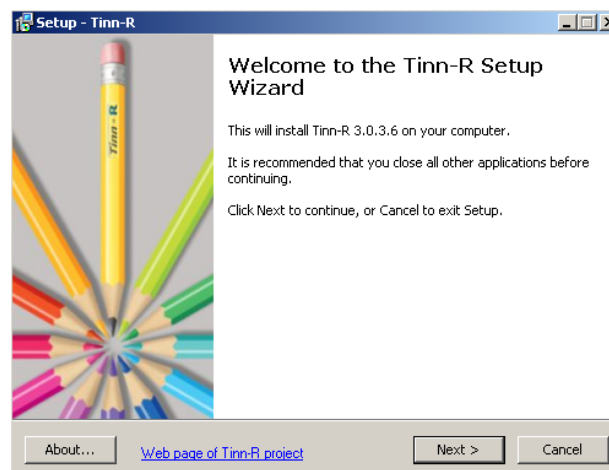 Setup - Tinn-R
Tinn - R
Welcome to the Tinn-R Setup
Wizard
This will install Tinn-R 3.0.3.6 on your computer.
It is recommended that you close all other applications before
continuing.
Click Next to continue, or Cancel to exit Setup.
About...
Web page of Tinn-R project
Next >
Cancel